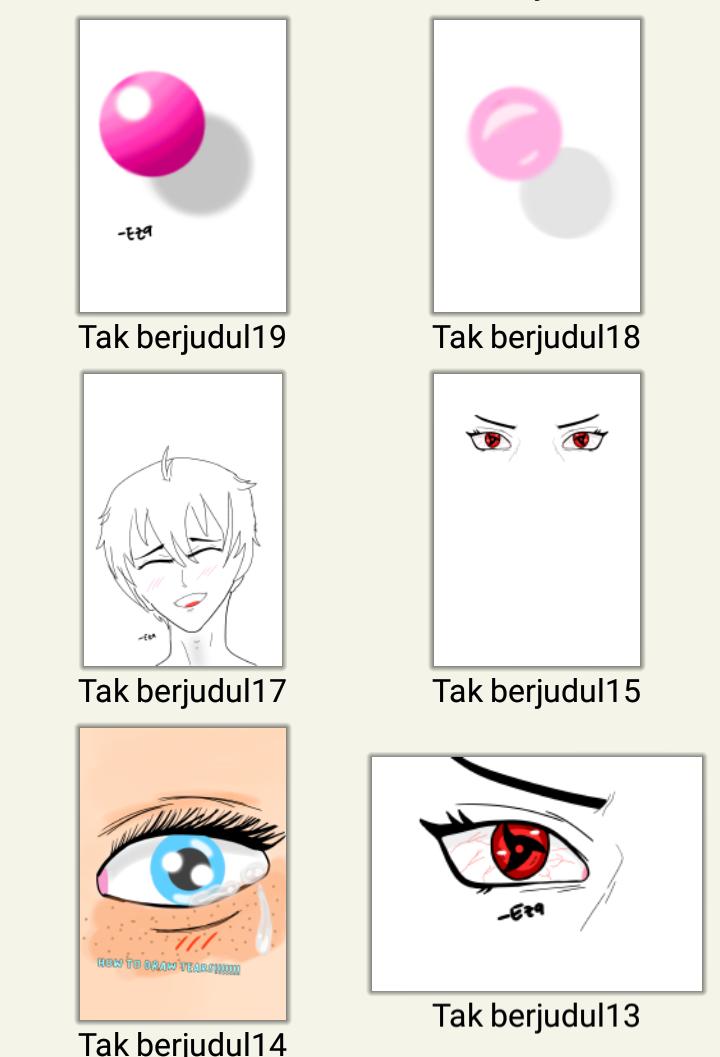 -Eza
Tak berjudul19
Tak berjudul18
-Eza
Tak berjudul17
Tak berjudul15
HOW TO DRAW TEARS!!!!!!!
Tak berjudul14
-Eza
Tak berjudul13